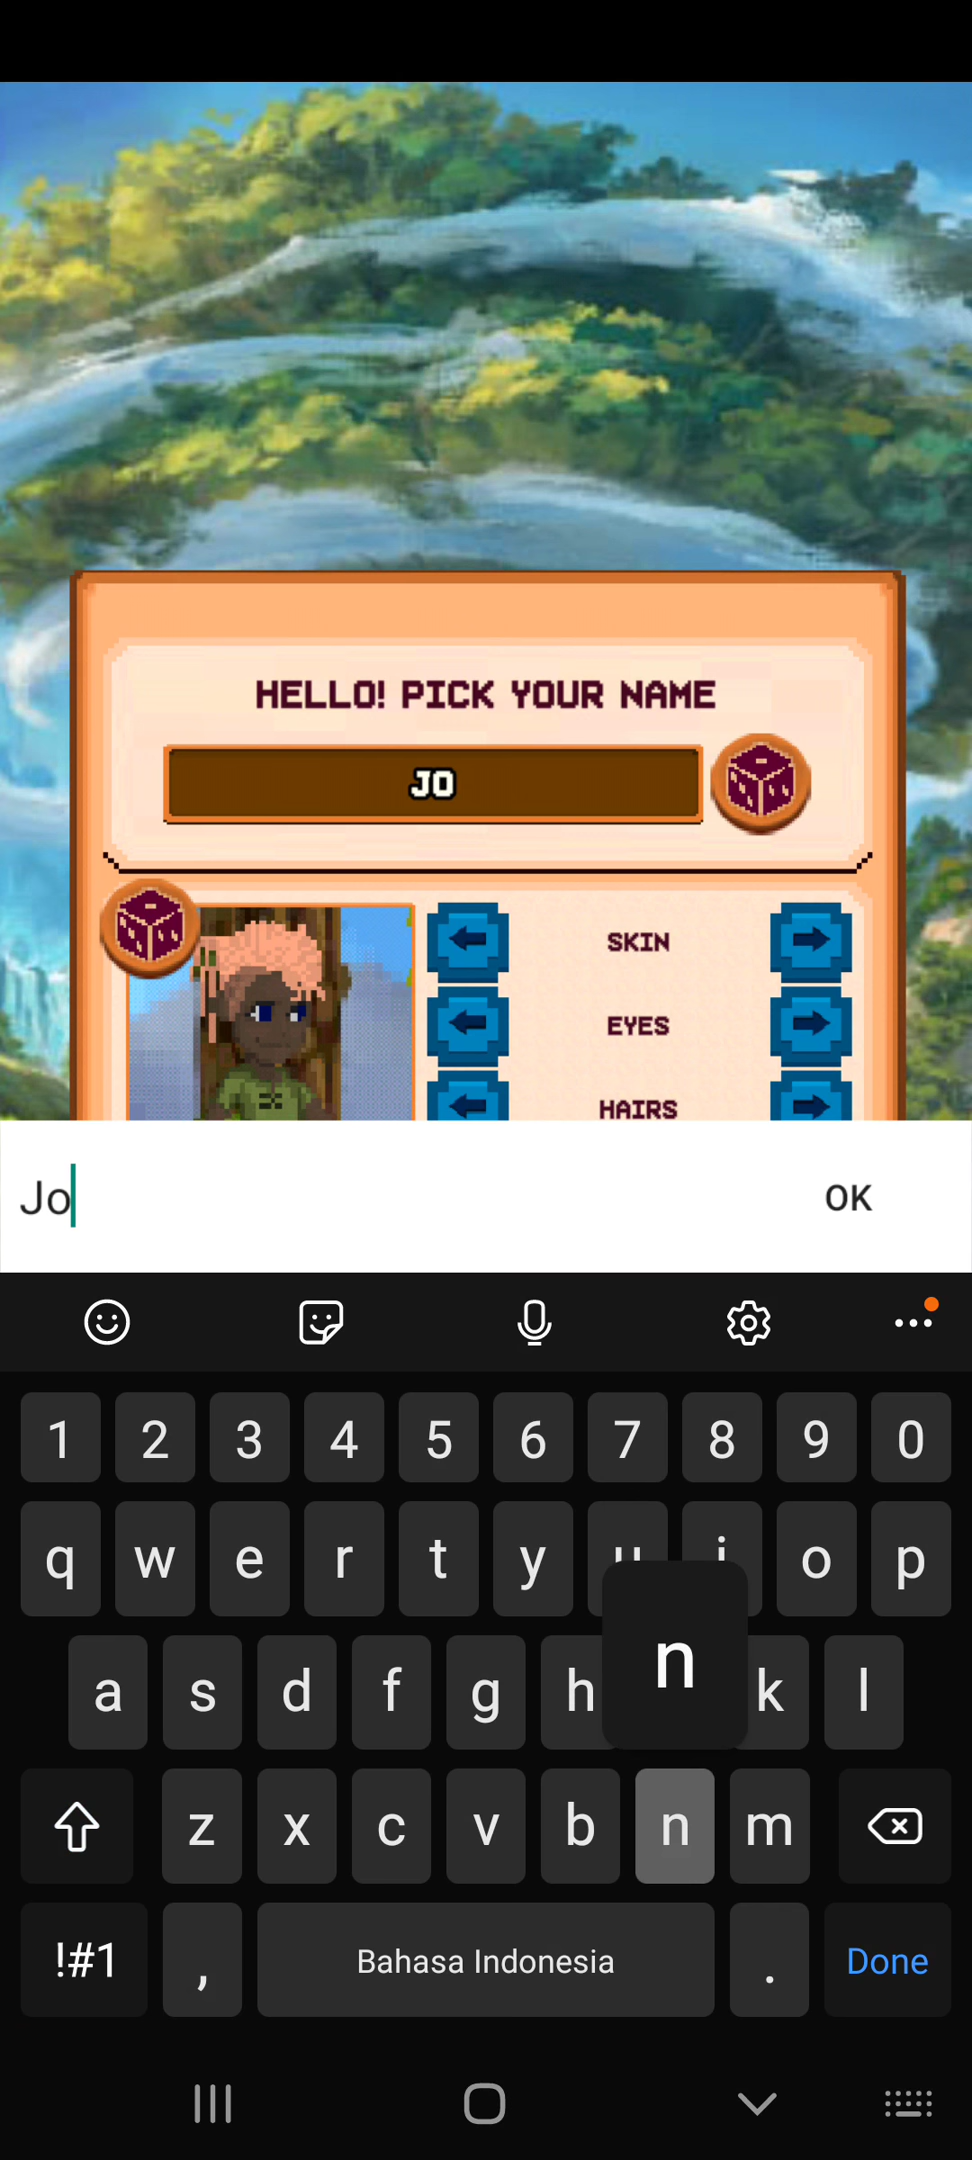 HELLO! PICK YOUR NAME
JO
SKIN
EYES
HAIRS
Jo
OK
1 2 3 4 5 6 7 8 9 0
q w e r t y u i o p
n
a s d f g h k l
z x c v b n m
!#1 , Bahasa Indonesia . Done